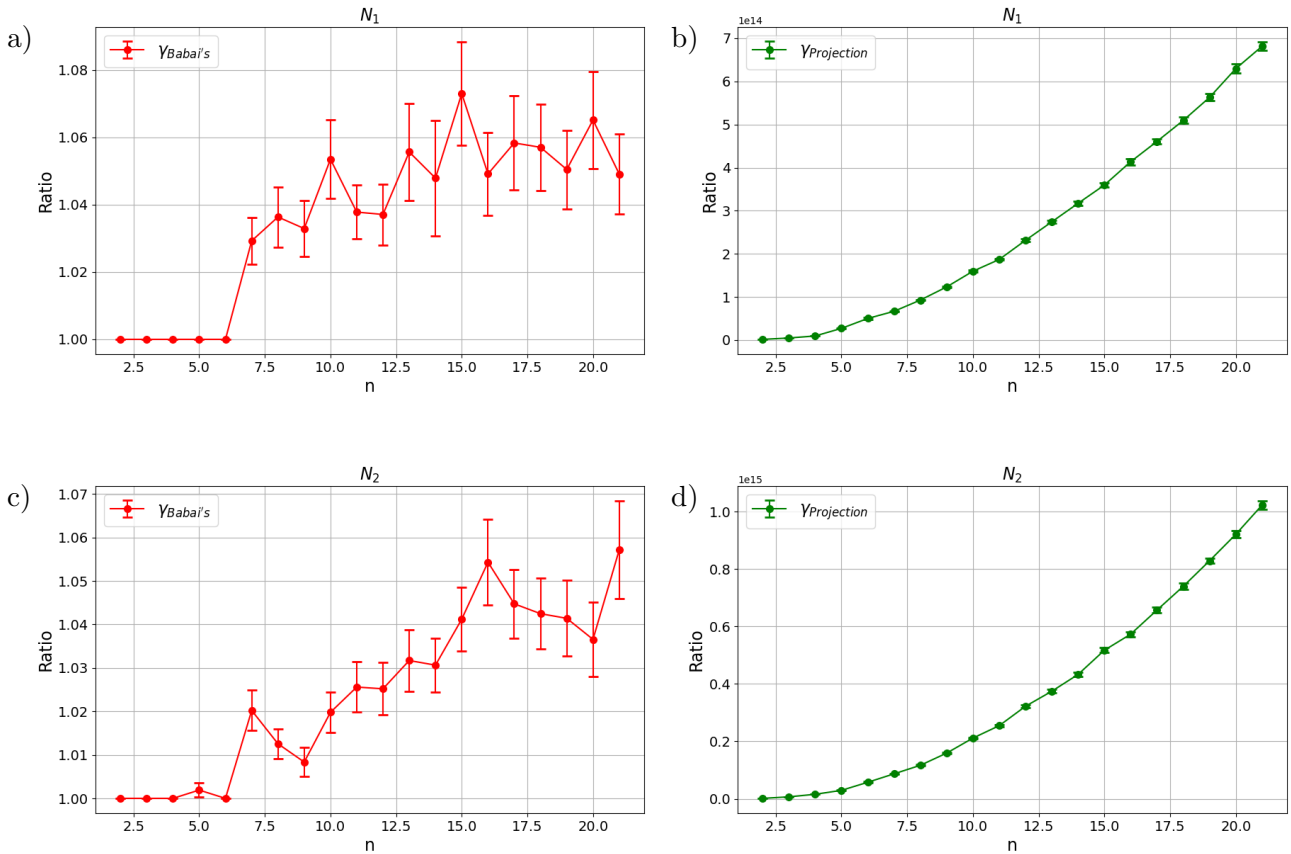 a)
N₁
γBabai's
Ratio
1.08
1.06
1.04
1.02
1.00
2.5 5.0 7.5 10.0 12.5 15.0 17.5 20.0
n
b)
N₁
1e14
γProjection
Ratio
7
6
5
4
3
2
1
0
2.5 5.0 7.5 10.0 12.5 15.0 17.5 20.0
n
c)
N₂
γBabai's
Ratio
1.07
1.06
1.05
1.04
1.03
1.02
1.01
1.00
2.5 5.0 7.5 10.0 12.5 15.0 17.5 20.0
n
d)
N₂
1e15
γProjection
Ratio
1.0
0.8
0.6
0.4
0.2
0.0
2.5 5.0 7.5 10.0 12.5 15.0 17.5 20.0
n